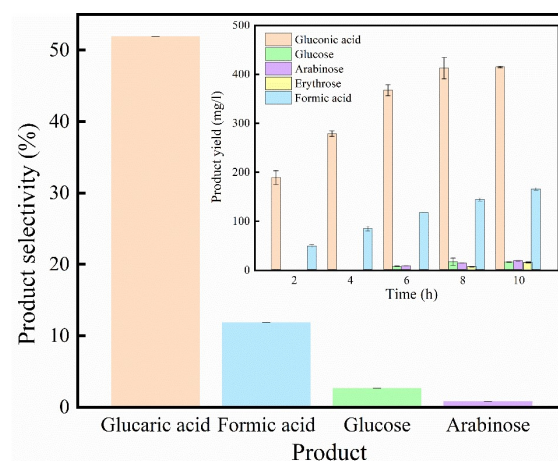 Product selectivity (%)
50
40
30
20
10
0
Glucaric acid Formic acid Glucose Arabinose
Product
Product yield (mg/l)
500
400
300
200
100
0
Gluconic acid
Glucose
Arabinose
Erythrose
Formic acid
2 4 6 8 10
Time (h)